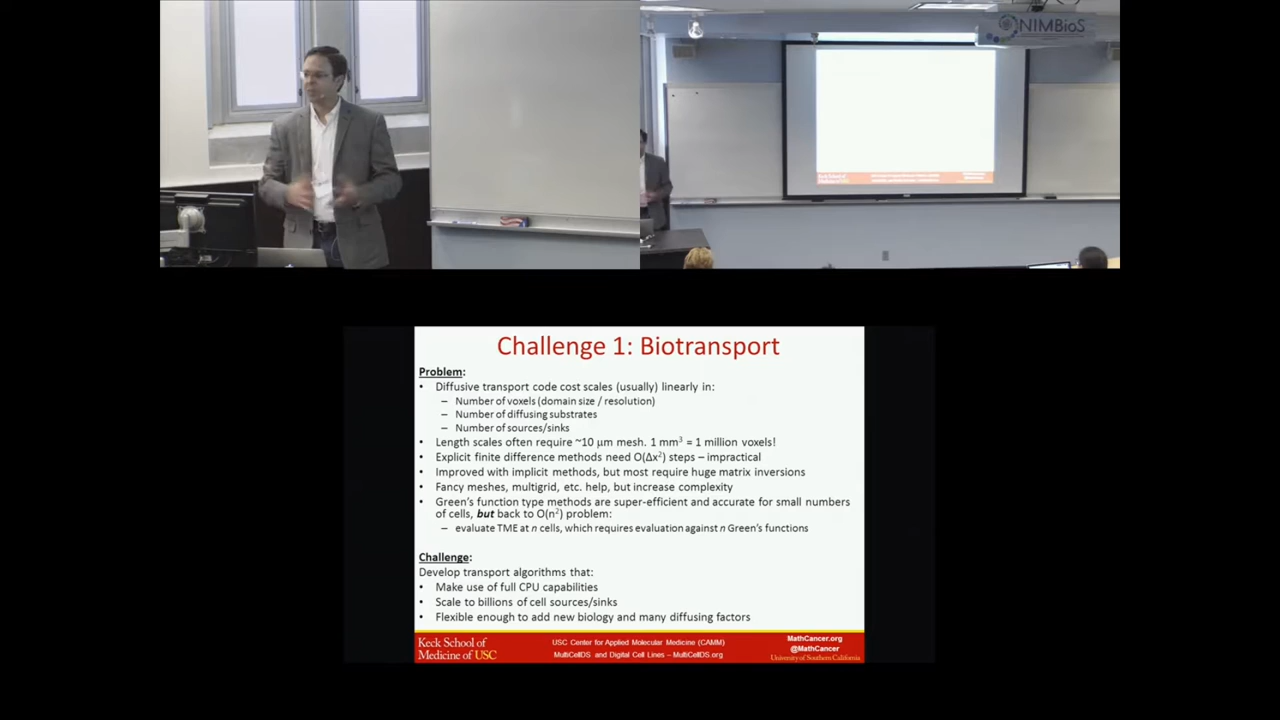 NIMBioS
Keck School of
Medicine of USC
Challenge 1: Biotransport
Problem:
• Diffusive transport code cost scales (usually) linearly in:
– Number of voxels (domain size / resolution)
– Number of diffusing substrates
– Number of sources/sinks
• Length scales often require ~10 μm mesh. 1 mm³ = 1 million voxels!
• Explicit finite difference methods need O(Δx²) steps – impractical
• Improved with implicit methods, but most require huge matrix inversions
• Fancy meshes, multigrid, etc. help, but increase complexity
• Green's function type methods are super-efficient and accurate for small numbers
of cells, but back to O(n²) problem:
– evaluate TME at n cells, which requires evaluation against n Green's functions
Challenge:
Develop transport algorithms that:
• Make use of full CPU capabilities
• Scale to billions of cell sources/sinks
• Flexible enough to add new biology and many diffusing factors
Keck School of
Medicine of USC
USC Center for Applied Molecular Medicine (CAMM)
MultiCellDS and Digital Cell Lines – MultiCellDS.org
MathCancer.org
@MathCancer
University of Southern California